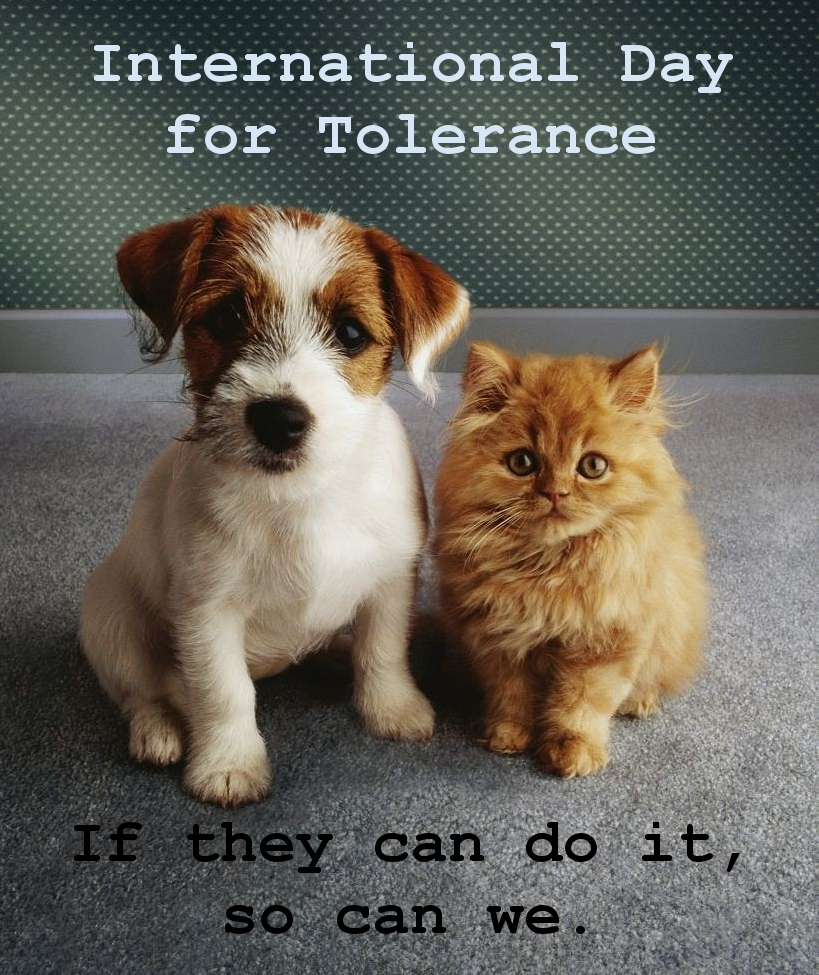 International Day
for Tolerance
If they can do it,
so can we.